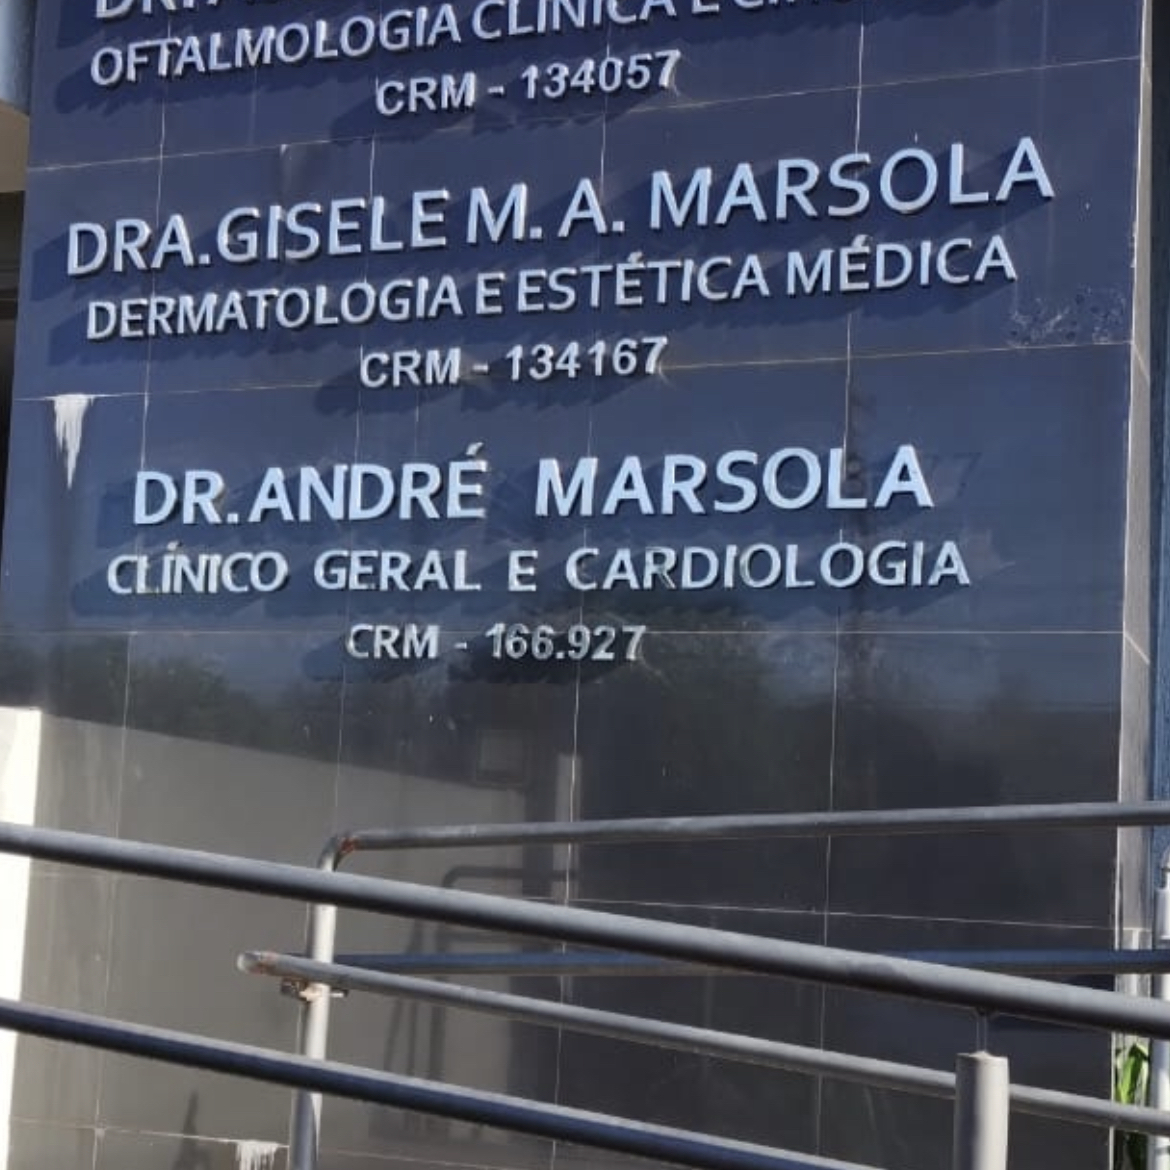 OFTALMOLOGIA CLÍNICA E
CRM - 134057
DRA.GISELE M. A. MARSOLA
DERMATOLOGIA E ESTÉTICA MÉDICA
CRM - 134167
DR.ANDRÉ MARSOLA
CLÍNICO GERAL E CARDIOLOGIA
CRM - 166.927